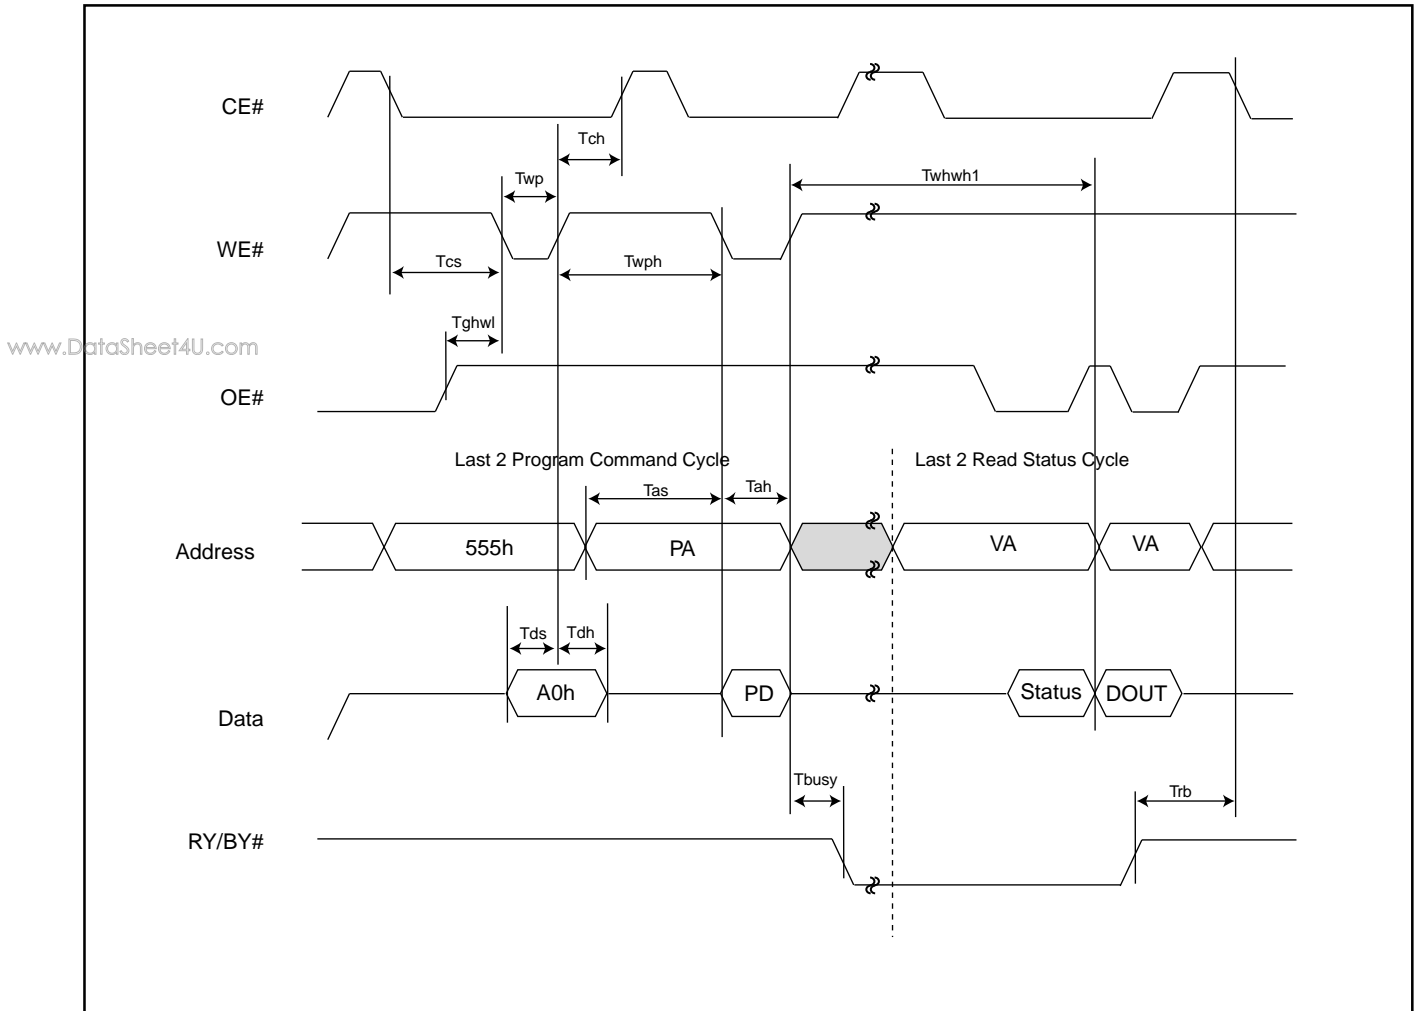 CE#
Tch
Twp
Twhwh1
WE#
Tcs
Twph
Tghwl
www.DataSheet4U.com
OE#
Last 2 Program Command Cycle
Last 2 Read Status Cycle
Tas
Tah
Address
555h
PA
VA
VA
Tds
Tdh
Data
A0h
PD
Status
DOUT
Tbusy
Trb
RY/BY#